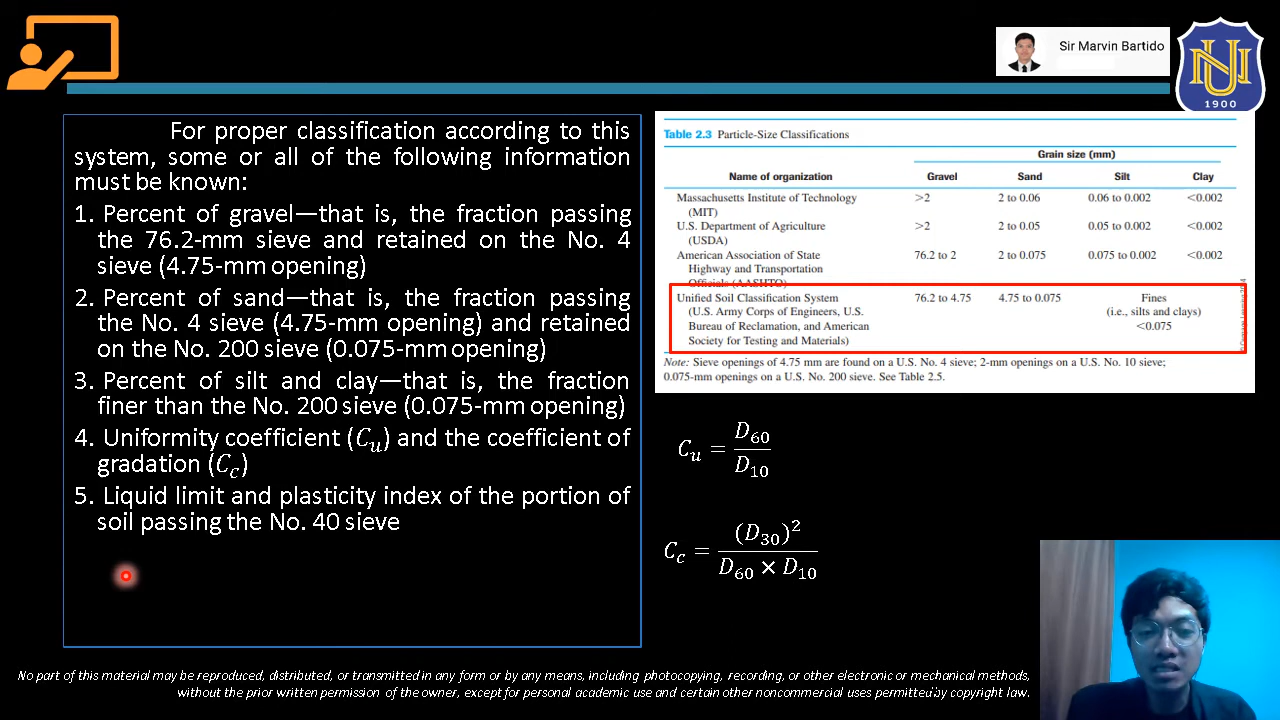 Sir Marvin Bartido
NU
1900
For proper classification according to this
system, some or all of the following information
must be known:
1. Percent of gravel—that is, the fraction passing
the 76.2-mm sieve and retained on the No. 4
sieve (4.75-mm opening)
2. Percent of sand—that is, the fraction passing
the No. 4 sieve (4.75-mm opening) and retained
on the No. 200 sieve (0.075-mm opening)
3. Percent of silt and clay—that is, the fraction
finer than the No. 200 sieve (0.075-mm opening)
4. Uniformity coefficient (Cᵤ) and the coefficient of
gradation (C_c)
5. Liquid limit and plasticity index of the portion of
soil passing the No. 40 sieve
Table 2.3 Particle-Size Classifications
Grain size (mm)
Name of organization Gravel Sand Silt Clay
Massachusetts Institute of Technology >2 2 to 0.06 0.06 to 0.002 <0.002
(MIT)
U.S. Department of Agriculture >2 2 to 0.05 0.05 to 0.002 <0.002
(USDA)
American Association of State 76.2 to 2 2 to 0.075 0.075 to 0.002 <0.002
Highway and Transportation
Officials (AASHTO)
Unified Soil Classification System 76.2 to 4.75 4.75 to 0.075 Fines
(U.S. Army Corps of Engineers, U.S. (i.e., silts and clays)
Bureau of Reclamation, and American <0.075
Society for Testing and Materials)
Note: Sieve openings of 4.75 mm are found on a U.S. No. 4 sieve; 2-mm openings on a U.S. No. 10 sieve;
0.075-mm openings on a U.S. No. 200 sieve. See Table 2.5.
Cᵤ = D₆₀ / D₁₀
C_c = (D₃₀)² / D₆₀ × D₁₀
No part of this material may be reproduced, distributed, or transmitted in any form or by any means, including photocopying, recording, or other electronic or mechanical methods,
without the prior written permission of the owner, except for personal academic use and certain other noncommercial uses permitted by copyright law.